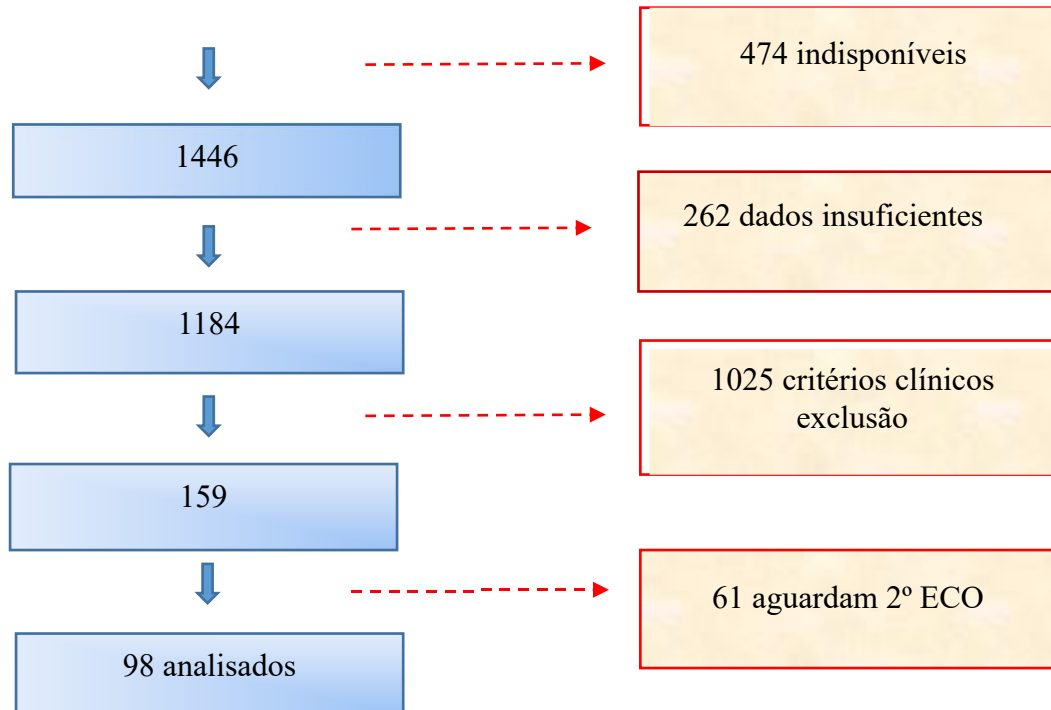 474 indisponíveis
1446
262 dados insuficientes
1184
1025 critérios clínicos
exclusão
159
61 aguardam 2º ECO
98 analisados